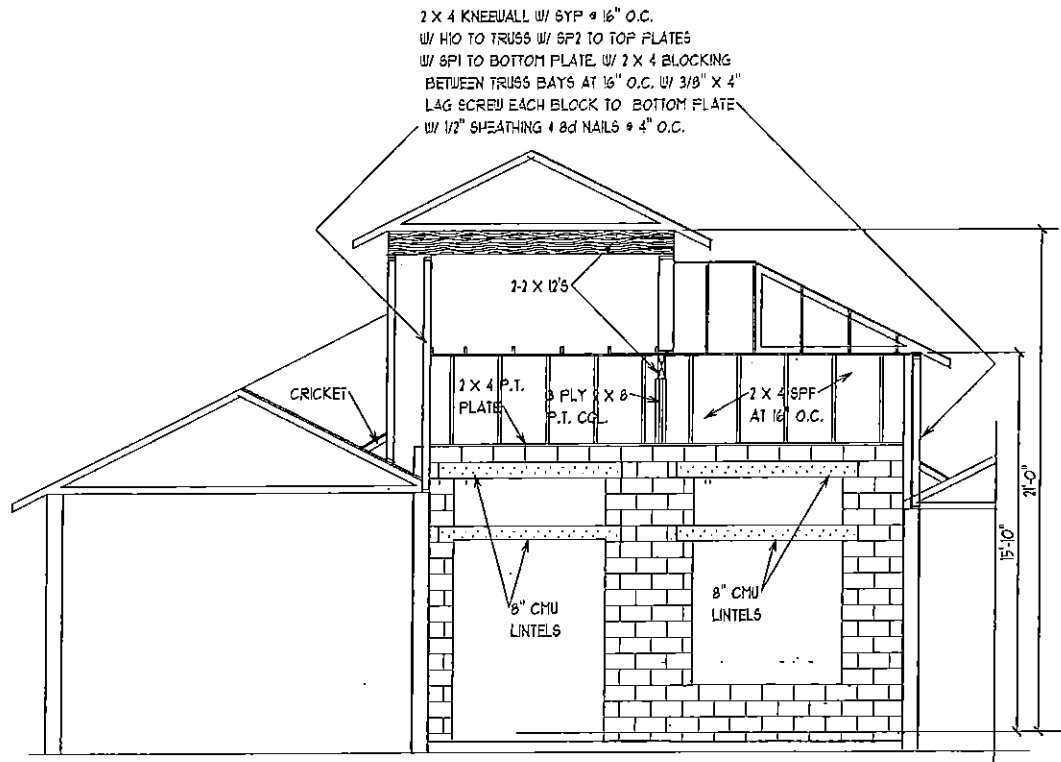 2 X 4 KNEEWALL W/ SYP @ 16" O.C.
W/ H10 TO TRUSS W/ SP2 TO TOP PLATES
W/ SP1 TO BOTTOM PLATE W/ 2 X 4 BLOCKING
BETWEEN TRUSS BAYS AT 16" O.C. W/ 3/8" X 4"
LAG SCREW EACH BLOCK TO BOTTOM PLATE
W/ 1/2" SHEATHING & 8d NAILS @ 4" O.C.
2-2 X 12'S
CRICKET
2 X 4 P.T.
PLATE
3 PLY 2 X 8
P.T. COL.
2 X 4 SPF
AT 16" O.C.
8" CMU
LINTELS
8" CMU
LINTELS
15'-10"
21'-0"